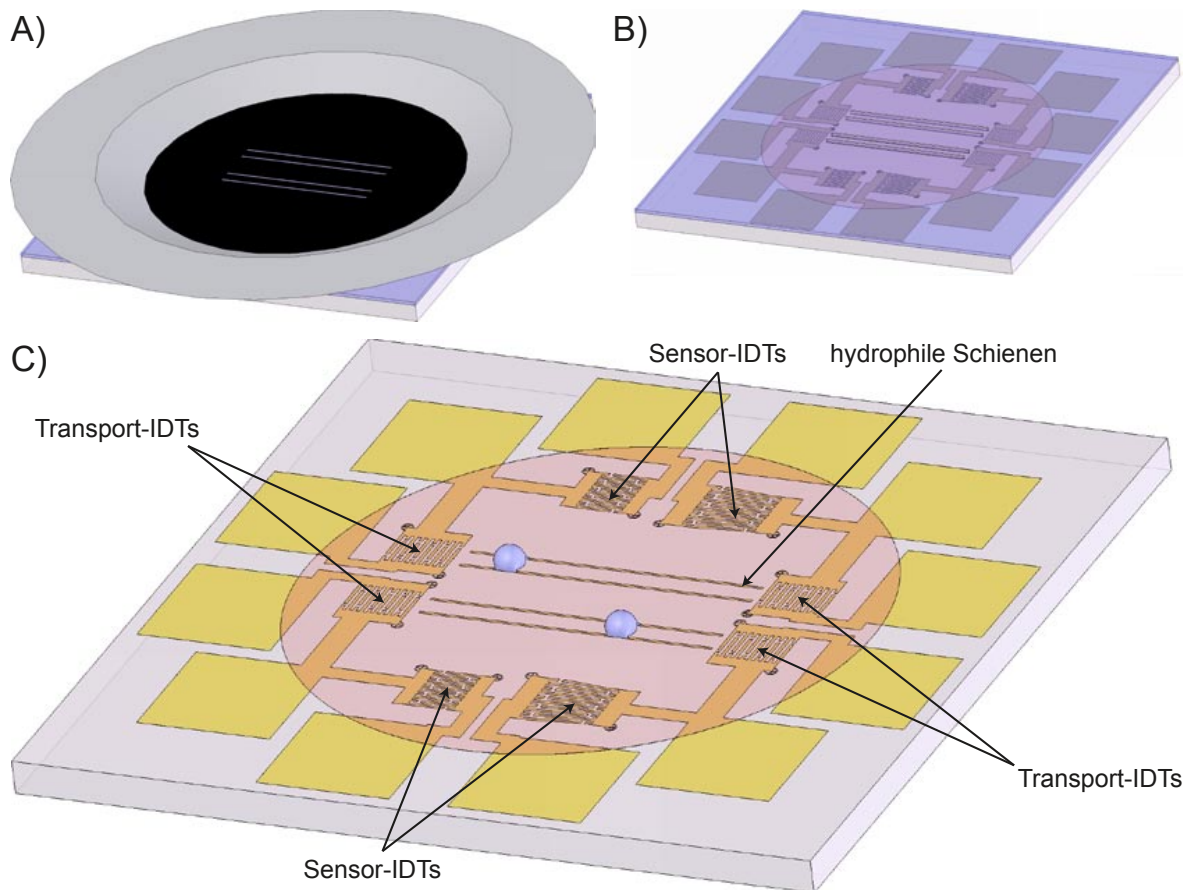 A)
B)
C)
Sensor-IDTs
hydrophile Schienen
Transport-IDTs
Transport-IDTs
Sensor-IDTs